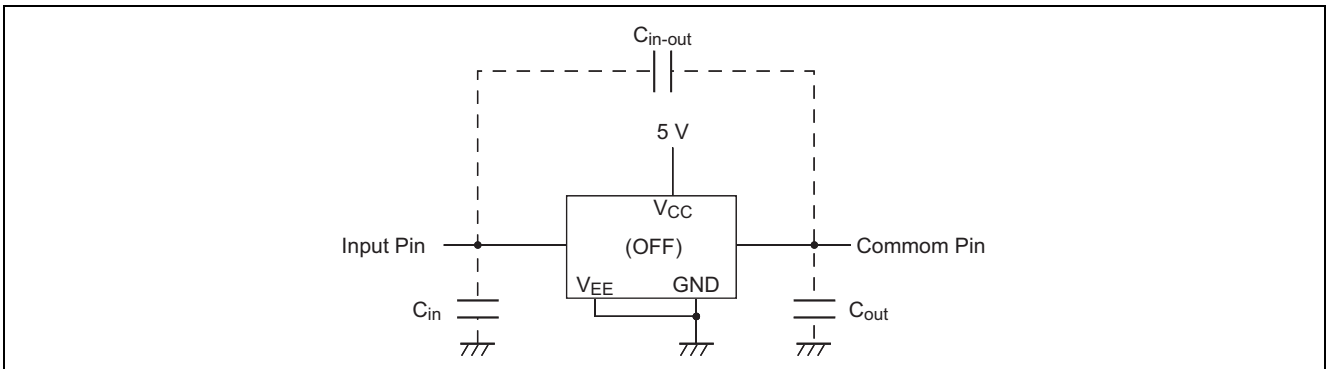 Cin-out
5 V
VCC
Input Pin
(OFF)
Commom Pin
VEE
GND
Cin
Cout